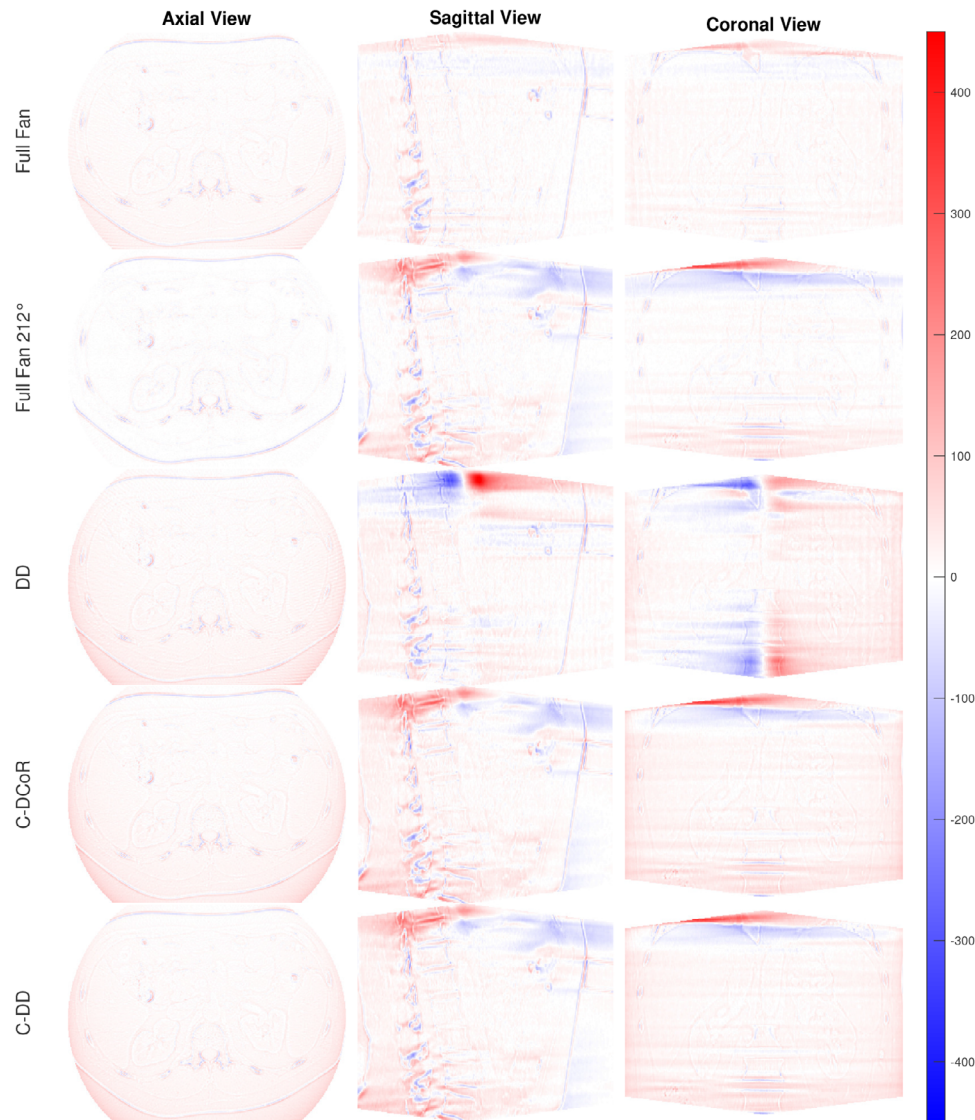 Axial View
Sagittal View
Coronal View
Full Fan
Full Fan 212°
DD
C-DCoR
C-DD
400
300
200
100
0
-100
-200
-300
-400